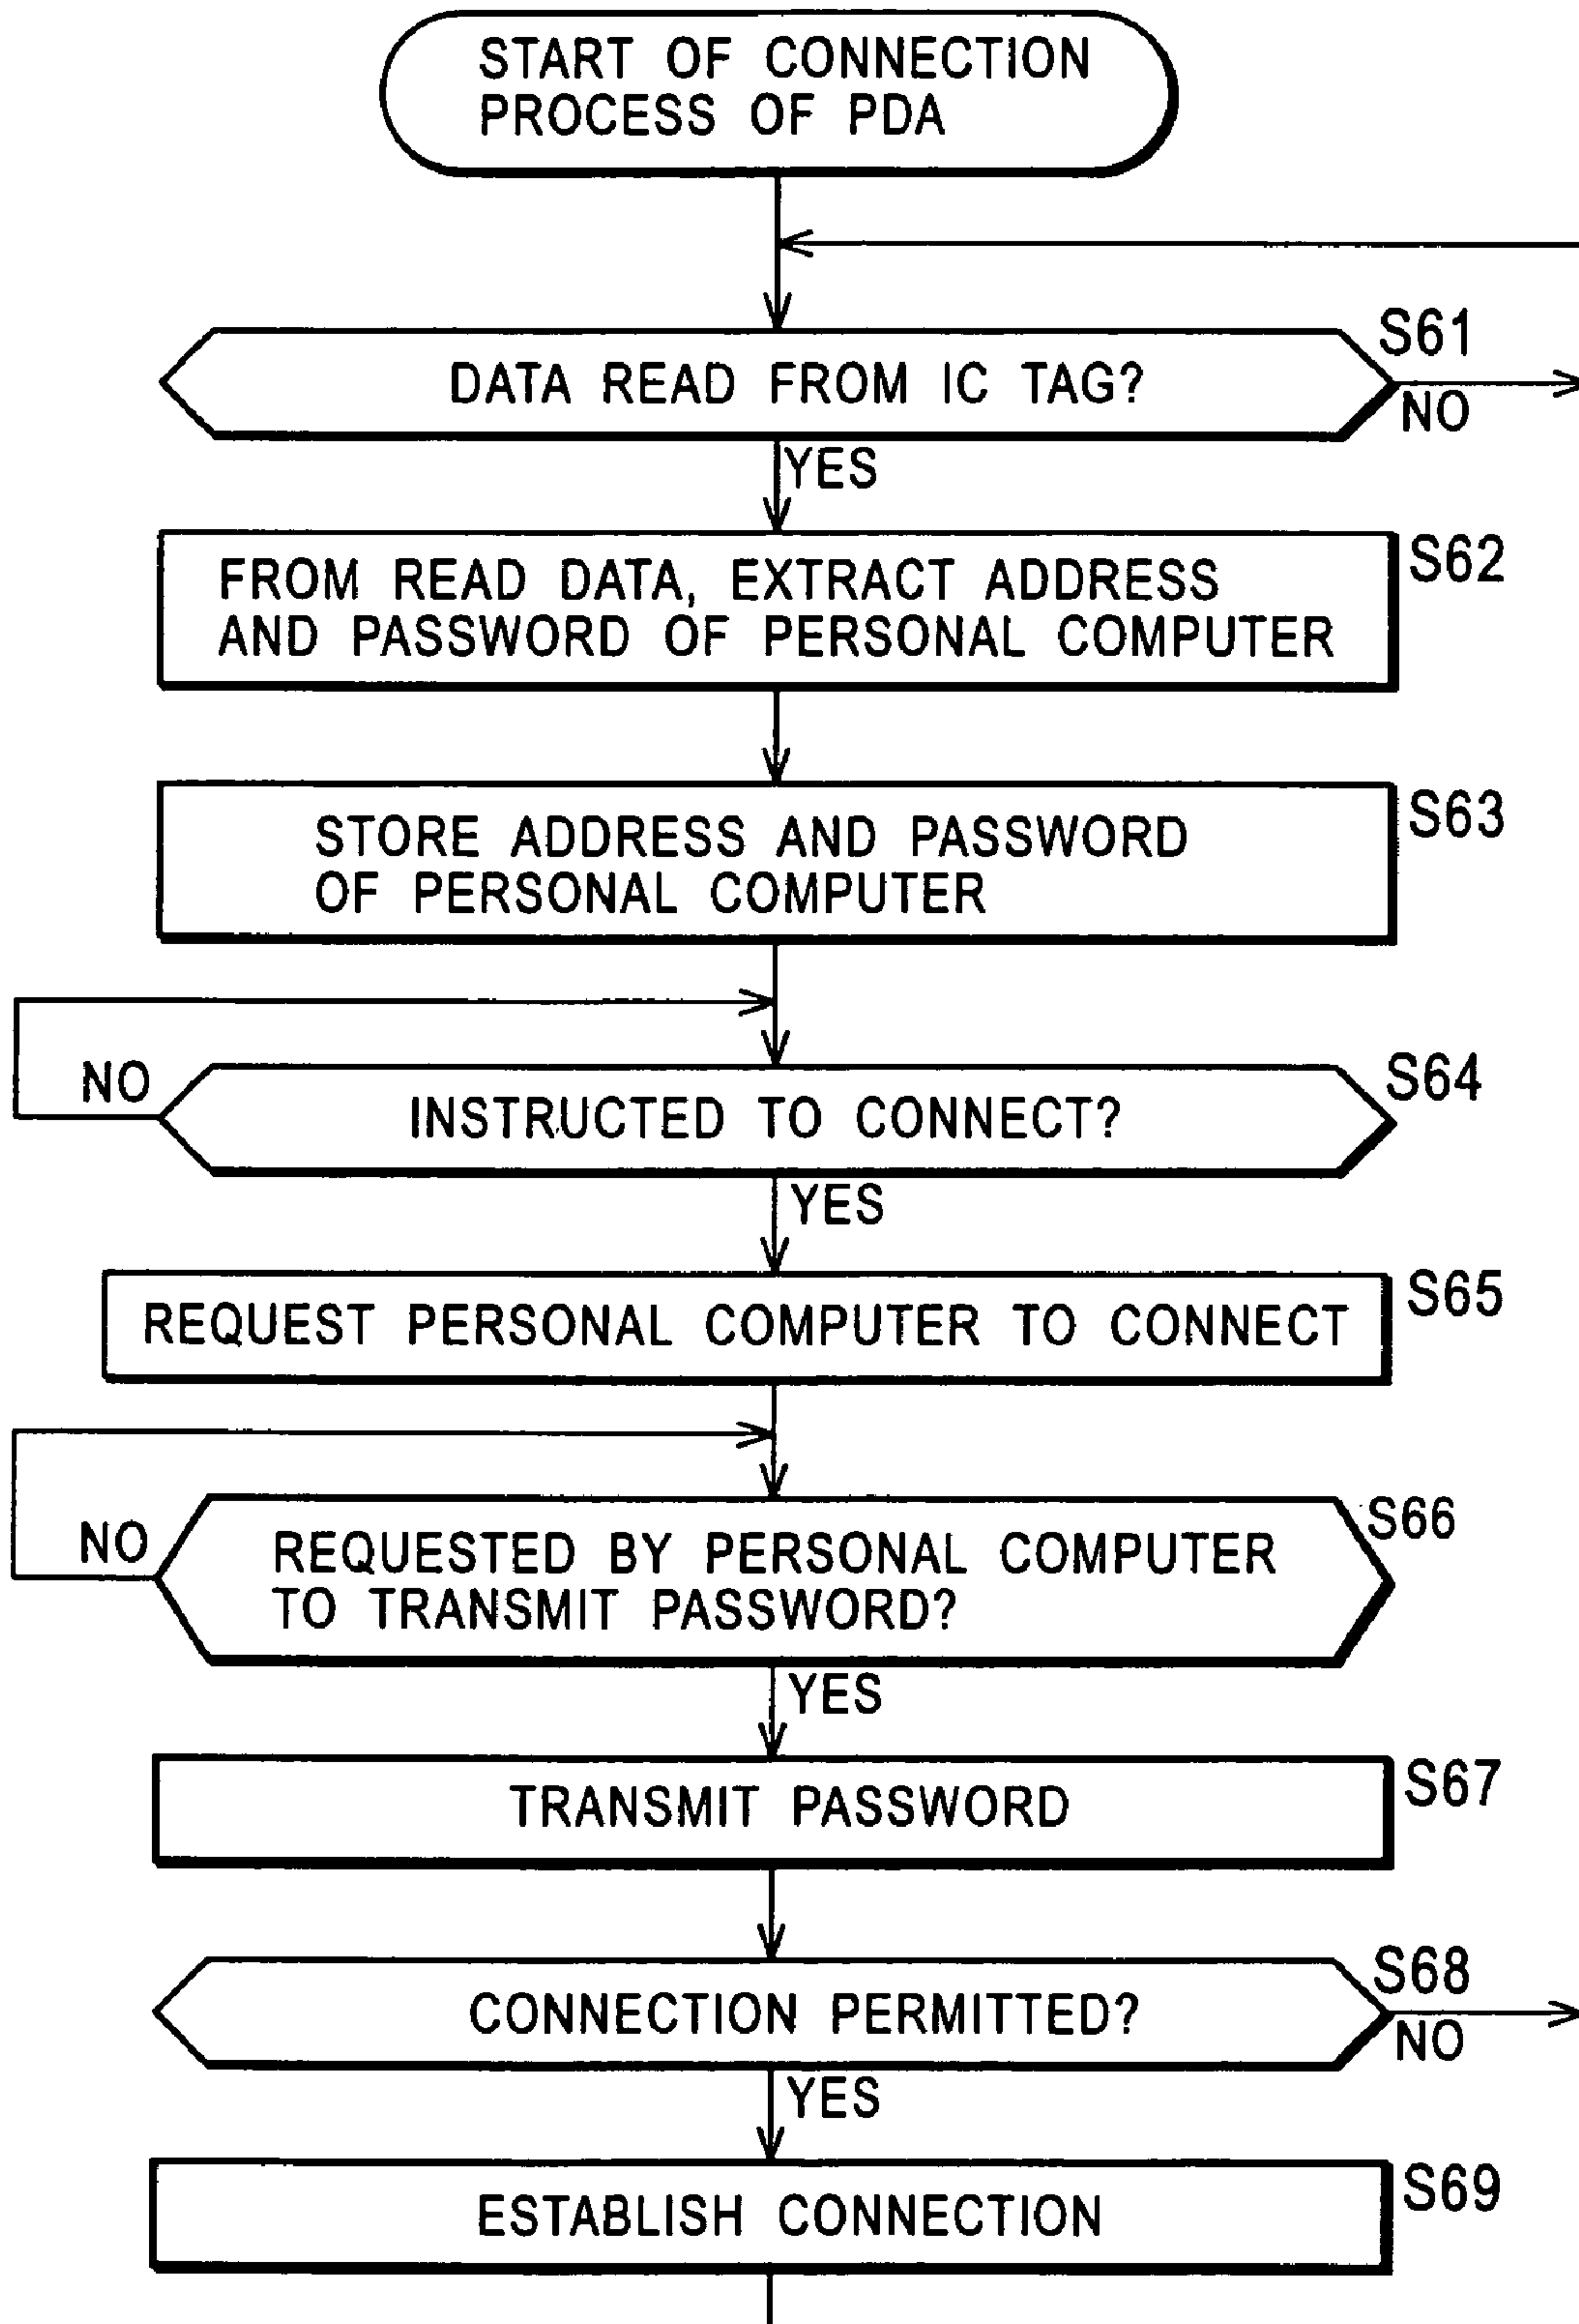 START OF CONNECTION
PROCESS OF PDA
S61
DATA READ FROM IC TAG?
NO
YES
S62
FROM READ DATA, EXTRACT ADDRESS
AND PASSWORD OF PERSONAL COMPUTER
S63
STORE ADDRESS AND PASSWORD
OF PERSONAL COMPUTER
NO
S64
INSTRUCTED TO CONNECT?
YES
S65
REQUEST PERSONAL COMPUTER TO CONNECT
S66
NO
REQUESTED BY PERSONAL COMPUTER
TO TRANSMIT PASSWORD?
YES
S67
TRANSMIT PASSWORD
S68
CONNECTION PERMITTED?
NO
YES
S69
ESTABLISH CONNECTION